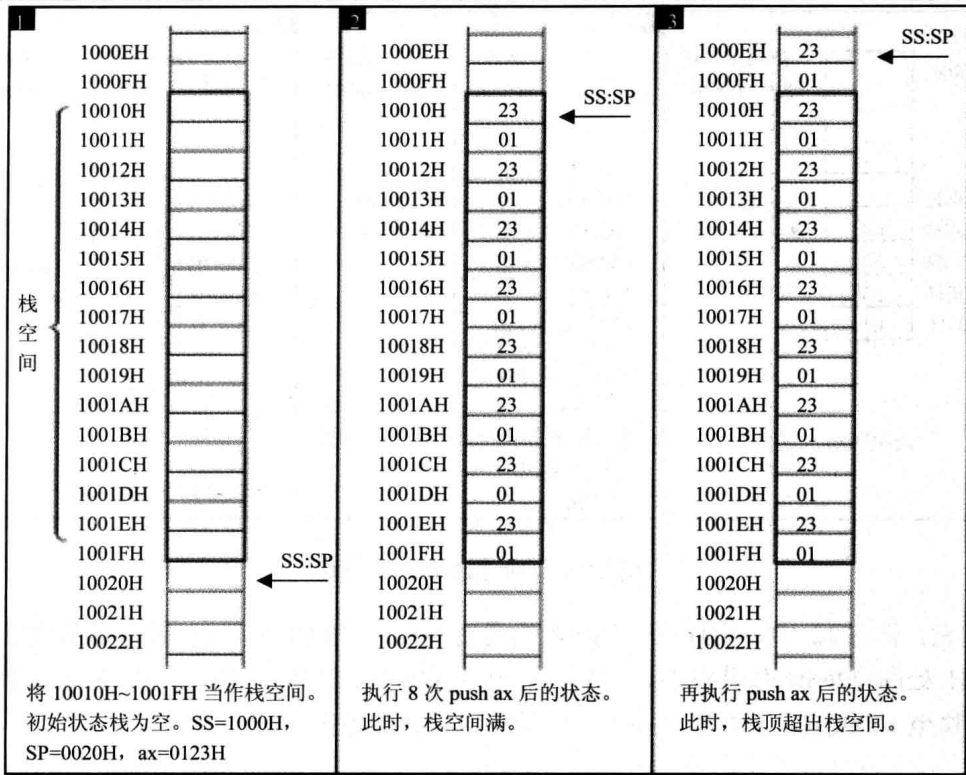 1
1000EH
1000FH
10010H
10011H
10012H
10013H
10014H
10015H
10016H
10017H
10018H
10019H
1001AH
1001BH
1001CH
1001DH
1001EH
1001FH
10020H
10021H
10022H
栈空间
SS:SP
将 10010H~1001FH 当作栈空间。
初始状态栈为空。SS=1000H，
SP=0020H，ax=0123H
2
1000EH
1000FH
10010H 23
10011H 01
10012H 23
10013H 01
10014H 23
10015H 01
10016H 23
10017H 01
10018H 23
10019H 01
1001AH 23
1001BH 01
1001CH 23
1001DH 01
1001EH 23
1001FH 01
10020H
10021H
10022H
SS:SP
执行 8 次 push ax 后的状态。
此时，栈空间满。
3
1000EH 23
1000FH 01
10010H 23
10011H 01
10012H 23
10013H 01
10014H 23
10015H 01
10016H 23
10017H 01
10018H 23
10019H 01
1001AH 23
1001BH 01
1001CH 23
1001DH 01
1001EH 23
1001FH 01
10020H
10021H
10022H
SS:SP
再执行 push ax 后的状态。
此时，栈顶超出栈空间。